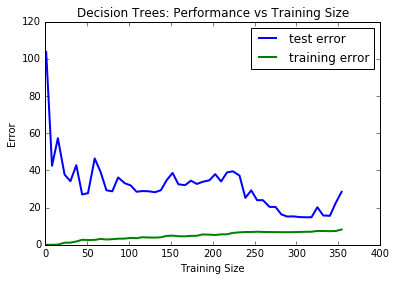 Decision Trees: Performance vs Training Size
120
100
80
60
40
20
0
Error
test error
training error
0 50 100 150 200 250 300 350 400
Training Size